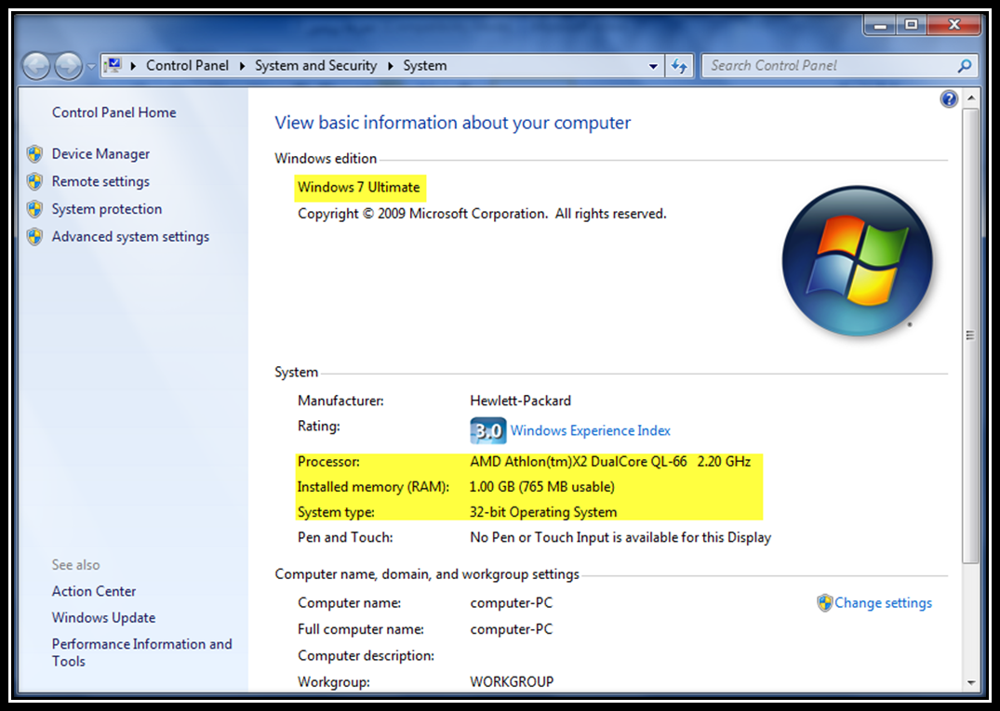 Control Panel ▸ System and Security ▸ System
Search Control Panel
Control Panel Home
Device Manager
Remote settings
System protection
Advanced system settings
See also
Action Center
Windows Update
Performance Information and
Tools
View basic information about your computer
Windows edition
Windows 7 Ultimate
Copyright © 2009 Microsoft Corporation.  All rights reserved.
System
Manufacturer: Hewlett-Packard
Rating: 3.0 Windows Experience Index
Processor: AMD Athlon(tm)X2 DualCore QL-66   2.20 GHz
Installed memory (RAM): 1.00 GB (765 MB usable)
System type: 32-bit Operating System
Pen and Touch: No Pen or Touch Input is available for this Display
Computer name, domain, and workgroup settings
Computer name: computer-PC Change settings
Full computer name: computer-PC
Computer description:
Workgroup: WORKGROUP